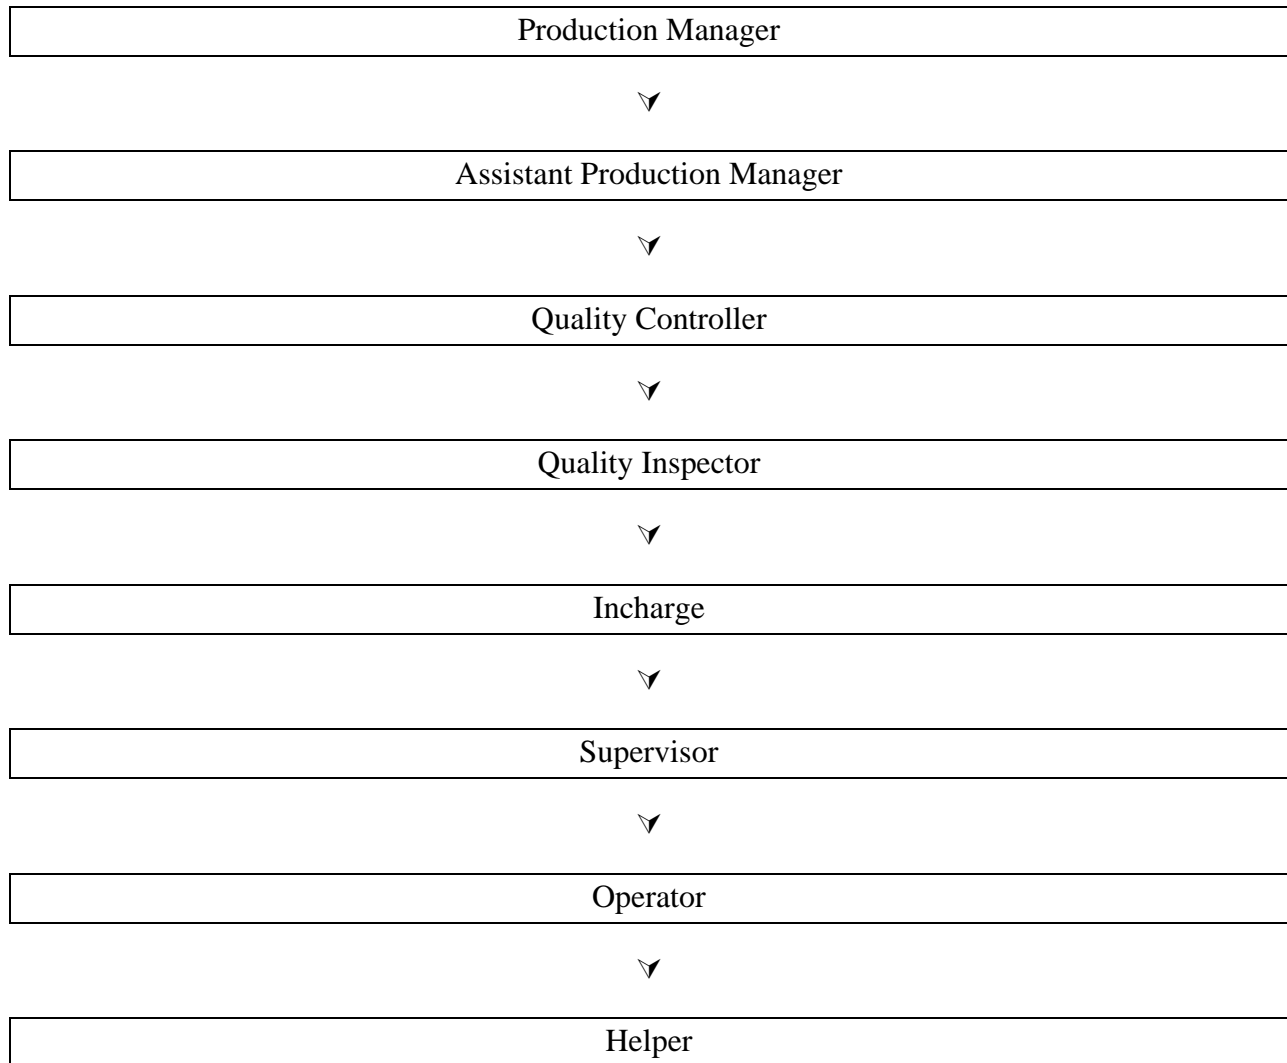 Production Manager
Assistant Production Manager
Quality Controller
Quality Inspector
Incharge
Supervisor
Operator
Helper